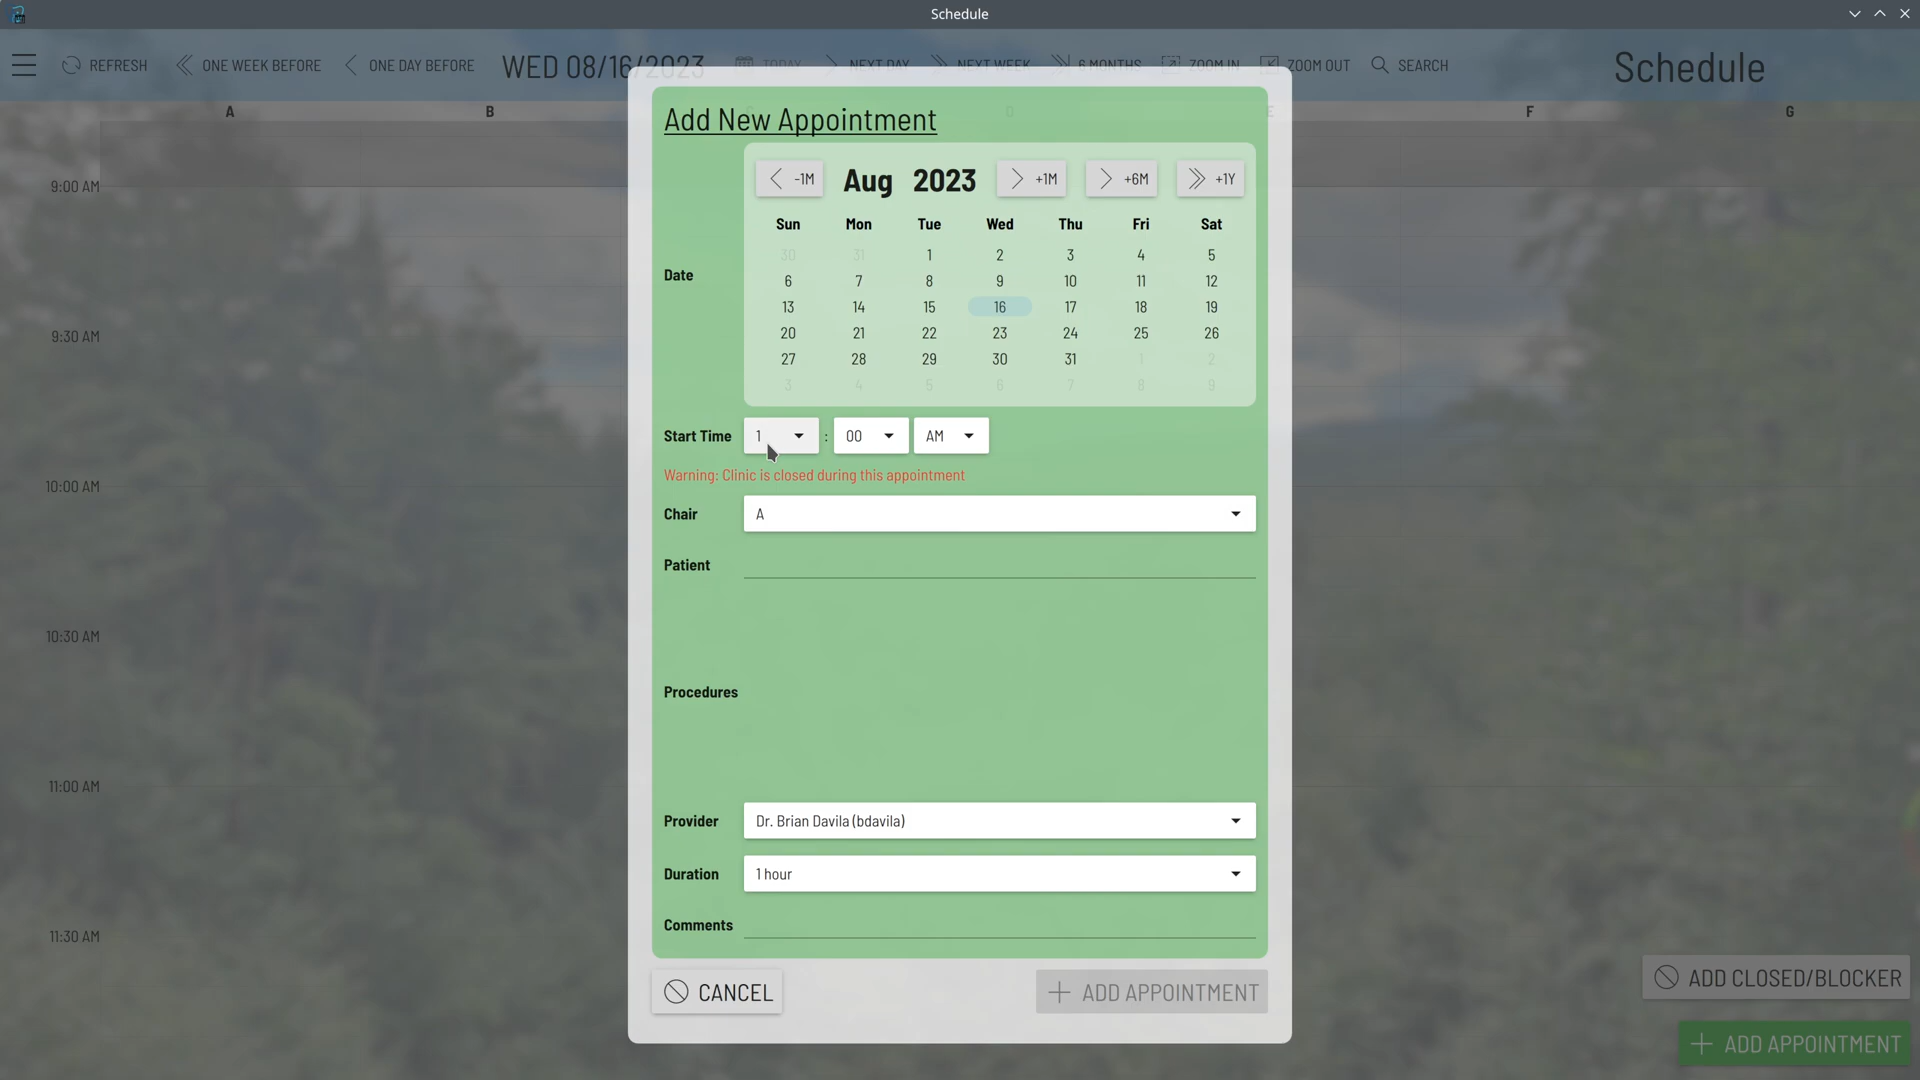 Schedule
REFRESH ONE WEEK BEFORE ONE DAY BEFORE WED 08/16/2023 TODAY NEXT DAY NEXT WEEK 6 MONTHS ZOOM IN ZOOM OUT SEARCH Schedule
A B C D E F G
Add New Appointment
-1M Aug 2023 +1M +6M +1Y
Sun Mon Tue Wed Thu Fri Sat
30 31 1 2 3 4 5
6 7 8 9 10 11 12
13 14 15 16 17 18 19
20 21 22 23 24 25 26
27 28 29 30 31 1 2
3 4 5 6 7 8 9
Date
Start Time 1 : 00 AM
Warning: Clinic is closed during this appointment
Chair A
Patient
Procedures
Provider Dr. Brian Davila (bdavila)
Duration 1 hour
Comments
CANCEL ADD APPOINTMENT
9:00 AM
9:30 AM
10:00 AM
10:30 AM
11:00 AM
11:30 AM
ADD CLOSED/BLOCKER
ADD APPOINTMENT